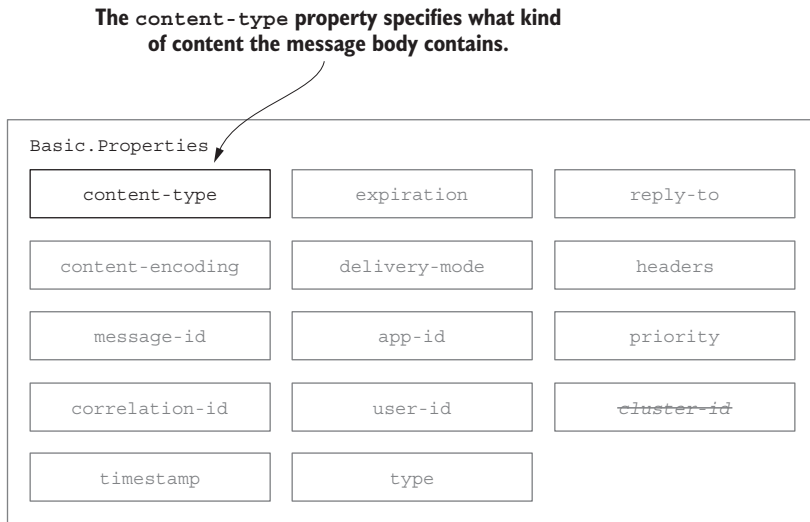 The content-type property specifies what kind
of content the message body contains.
Basic.Properties
content-type expiration reply-to
content-encoding delivery-mode headers
message-id app-id priority
correlation-id user-id cluster-id
timestamp type